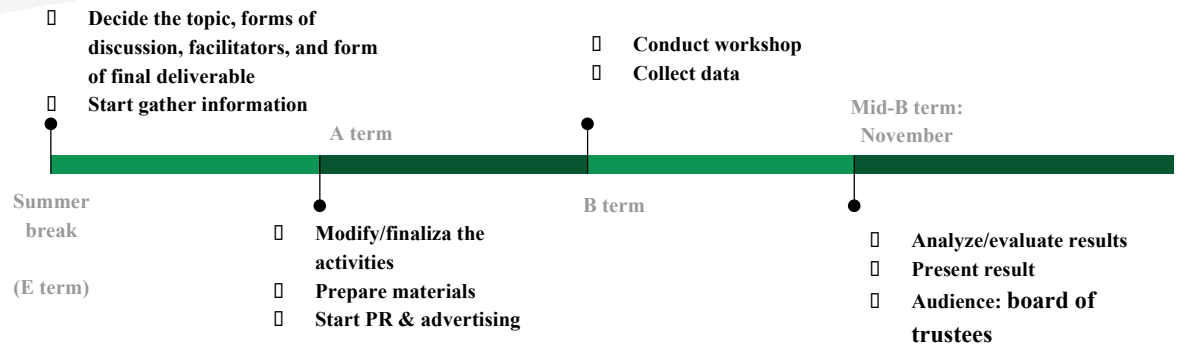 Decide the topic, forms of
discussion, facilitators, and form
of final deliverable
Start gather information
Conduct workshop
Collect data
A term
Mid-B term:
November
Summer
break
(E term)
B term
Modify/finaliza the
activities
Prepare materials
Start PR & advertising
Analyze/evaluate results
Present result
Audience: board of
trustees